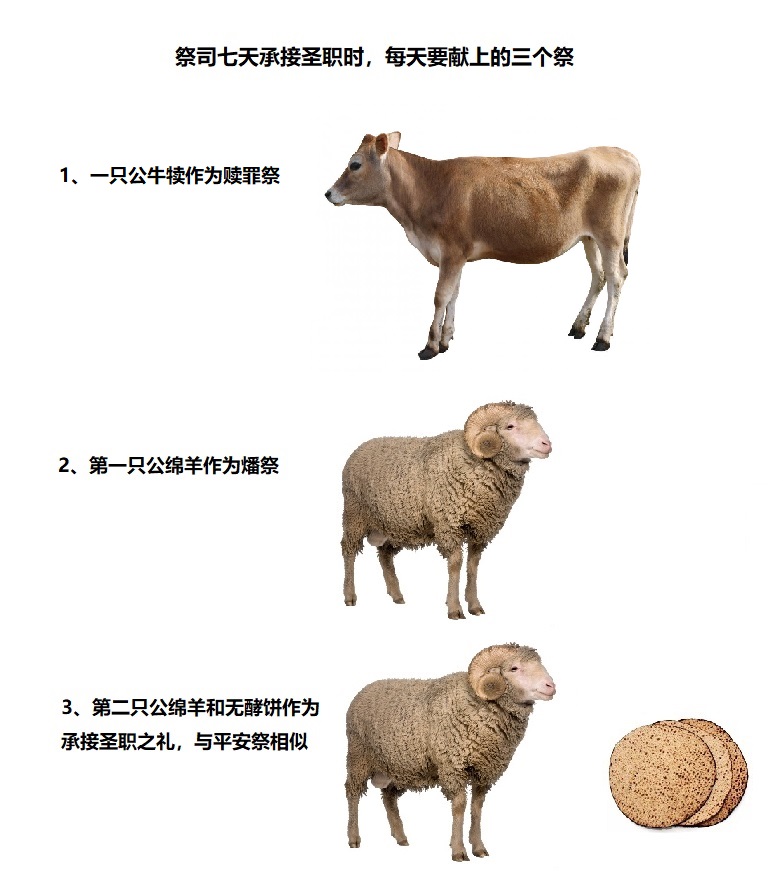 祭司七天承接圣职时，每天要献上的三个祭
1、一只公牛犊作为赎罪祭
2、第一只公绵羊作为燔祭
3、第二只公绵羊和无酵饼作为
承接圣职之礼，与平安祭相似